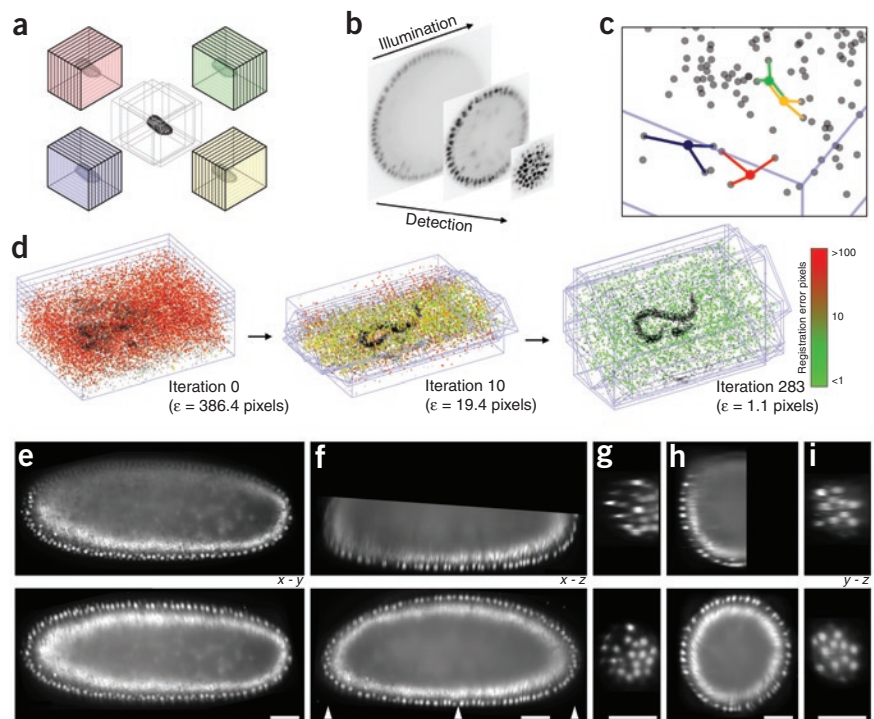 a
b
Illumination
Detection
c
d
Iteration 0
(ε = 386.4 pixels)
Iteration 10
(ε = 19.4 pixels)
Iteration 283
(ε = 1.1 pixels)
Registration error pixels
>100
10
<1
e
f
g
h
i
x - y
x - z
y - z